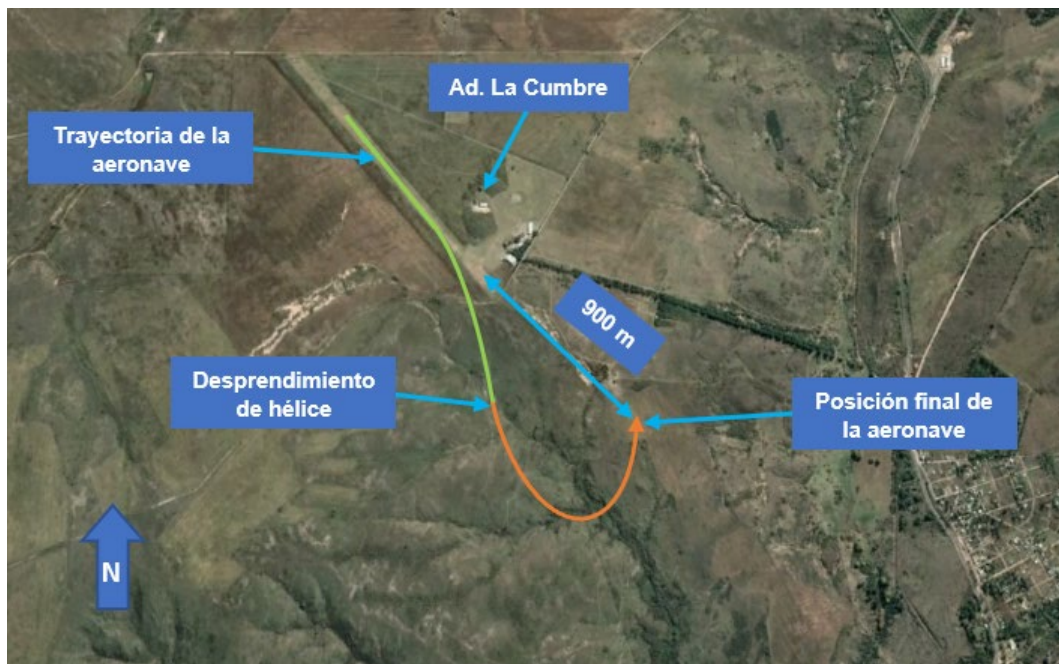 Ad. La Cumbre
Trayectoria de la
aeronave
900 m
Desprendimiento
de hélice
Posición final de
la aeronave
N